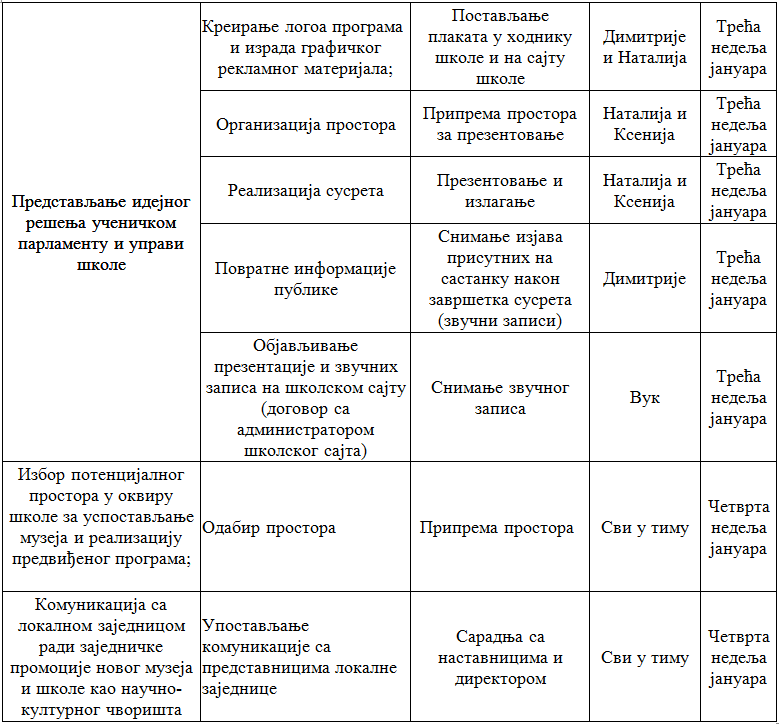 Представљање идејног
решења ученичком
парламенту и управи
школе
Креирање логоа програма
и израда графичког
рекламног материјала;
Постављање
плаката у ходнику
школе и на сајту
школе
Димитрије
и Наталија
Трећа
недеља
јануара
Организација простора
Припрема простора
за презентовање
Наталија и
Ксенија
Трећа
недеља
јануара
Реализација сусрета
Презентовање и
излагање
Наталија и
Ксенија
Трећа
недеља
јануара
Повратне информације
публике
Снимање изјава
присутних на
састанку након
завршетка сусрета
(звучни записи)
Димитрије
Трећа
недеља
јануара
Објављивање
презентације и звучних
записа на школском сајту
(договор са
администратором
школског сајта)
Снимање звучног
записа
Вук
Трећа
недеља
јануара
Избор потенцијалног
простора у оквиру
школе за успостављање
музеја и реализацију
предвиђеног програма;
Одабир простора
Припрема простора
Сви у тиму
Четврта
недеља
јануара
Комуникација са
локалном заједницом
ради заједничке
промоције новог музеја
и школе као научно-
културног чворишта
Упостављање
комуникације са
представницима локалне
заједнице
Сарадња са
наставницима и
директором
Сви у тиму
Четврта
недеља
јануара